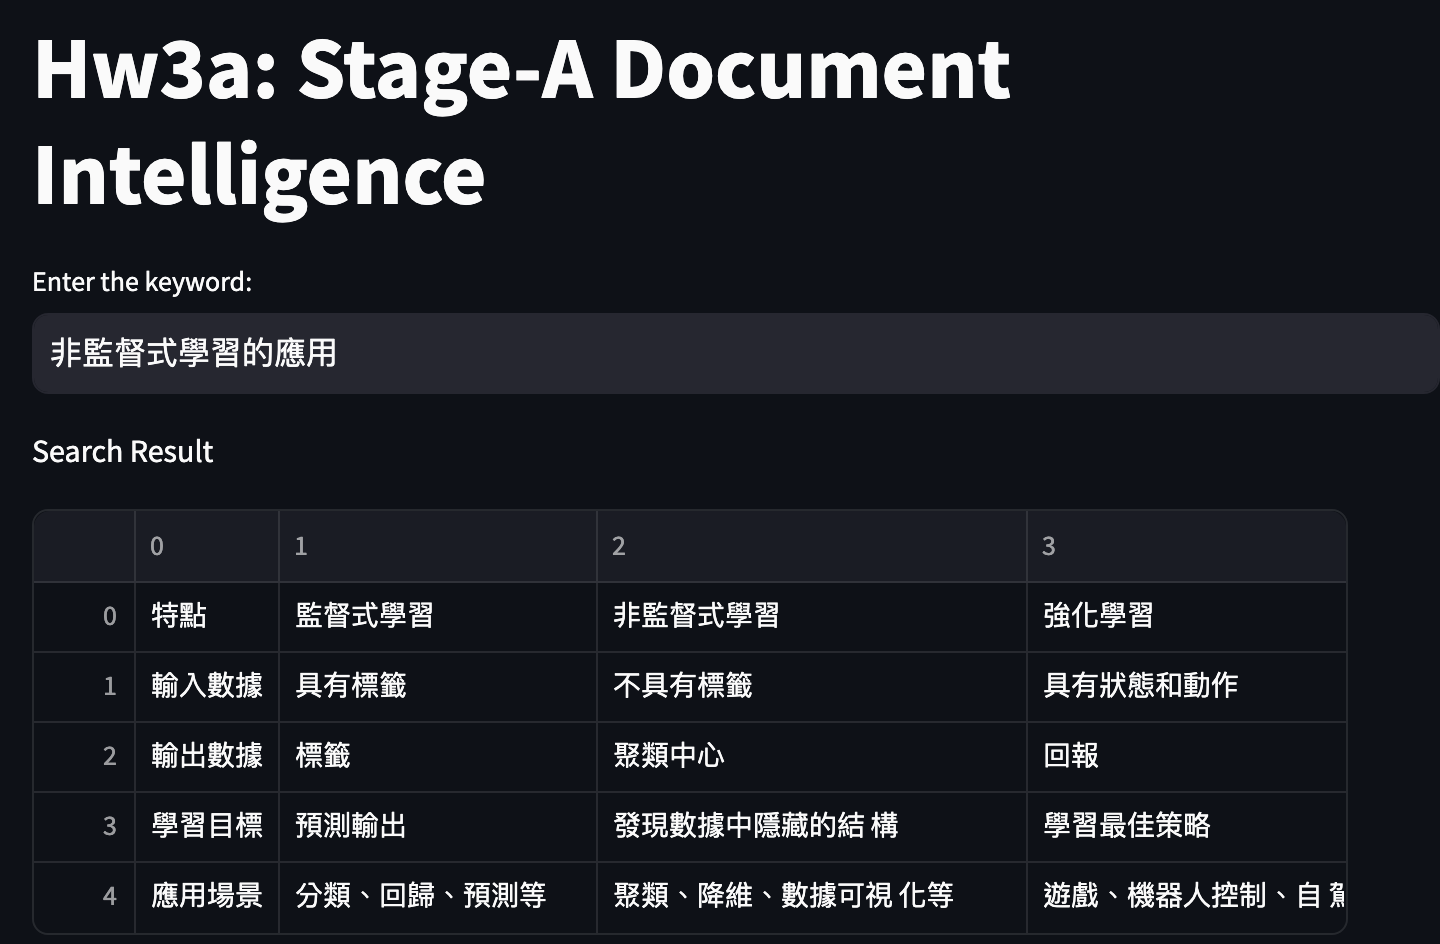 Hw3a: Stage-A Document
Intelligence
Enter the keyword:
非監督式學習的應用
Search Result
0 1 2 3
0 特點 監督式學習 非監督式學習 強化學習
1 輸入數據 具有標籤 不具有標籤 具有狀態和動作
2 輸出數據 標籤 聚類中心 回報
3 學習目標 預測輸出 發現數據中隱藏的結 構 學習最佳策略
4 應用場景 分類、回歸、預測等 聚類、降維、數據可視 化等 遊戲、機器人控制、自